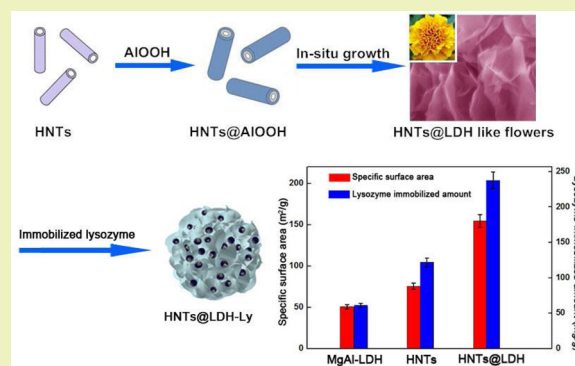 AlOOH
In-situ growth
HNTs
HNTs@AlOOH
HNTs@LDH like flowers
Immobilized lysozyme
HNTs@LDH-Ly
Specific surface area (m²/g)
200
150
100
50
0
Specific surface area
Lysozyme immobilized amount
250
200
150
100
50
0
MgAl-LDH
HNTs
HNTs@LDH